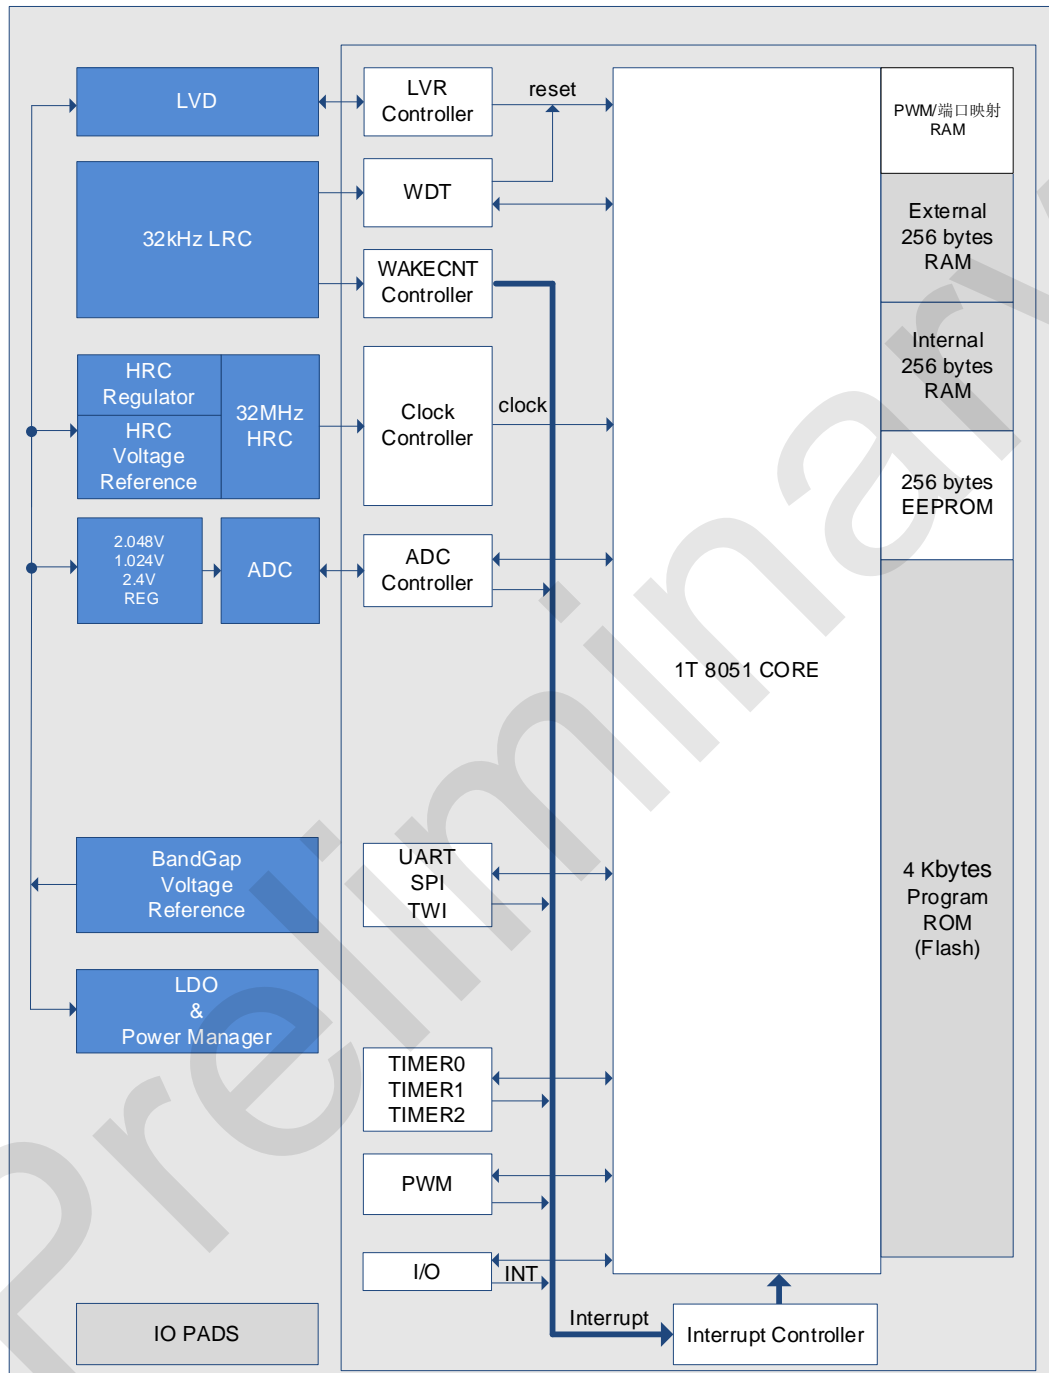 LVD
LVR
Controller
reset
PWM/端口映射
RAM
32kHz LRC
WDT
External
256 bytes
RAM
WAKECNT
Controller
HRC
Regulator
HRC
Voltage
Reference
32MHz
HRC
Clock
Controller
clock
Internal
256 bytes
RAM
256 bytes
EEPROM
2.048V
1.024V
2.4V
REG
ADC
ADC
Controller
1T 8051 CORE
BandGap
Voltage
Reference
UART
SPI
TWI
4 Kbytes
Program
ROM
(Flash)
LDO
&
Power Manager
TIMER0
TIMER1
TIMER2
PWM
I/O
INT
IO PADS
Interrupt
Interrupt Controller
Preliminary